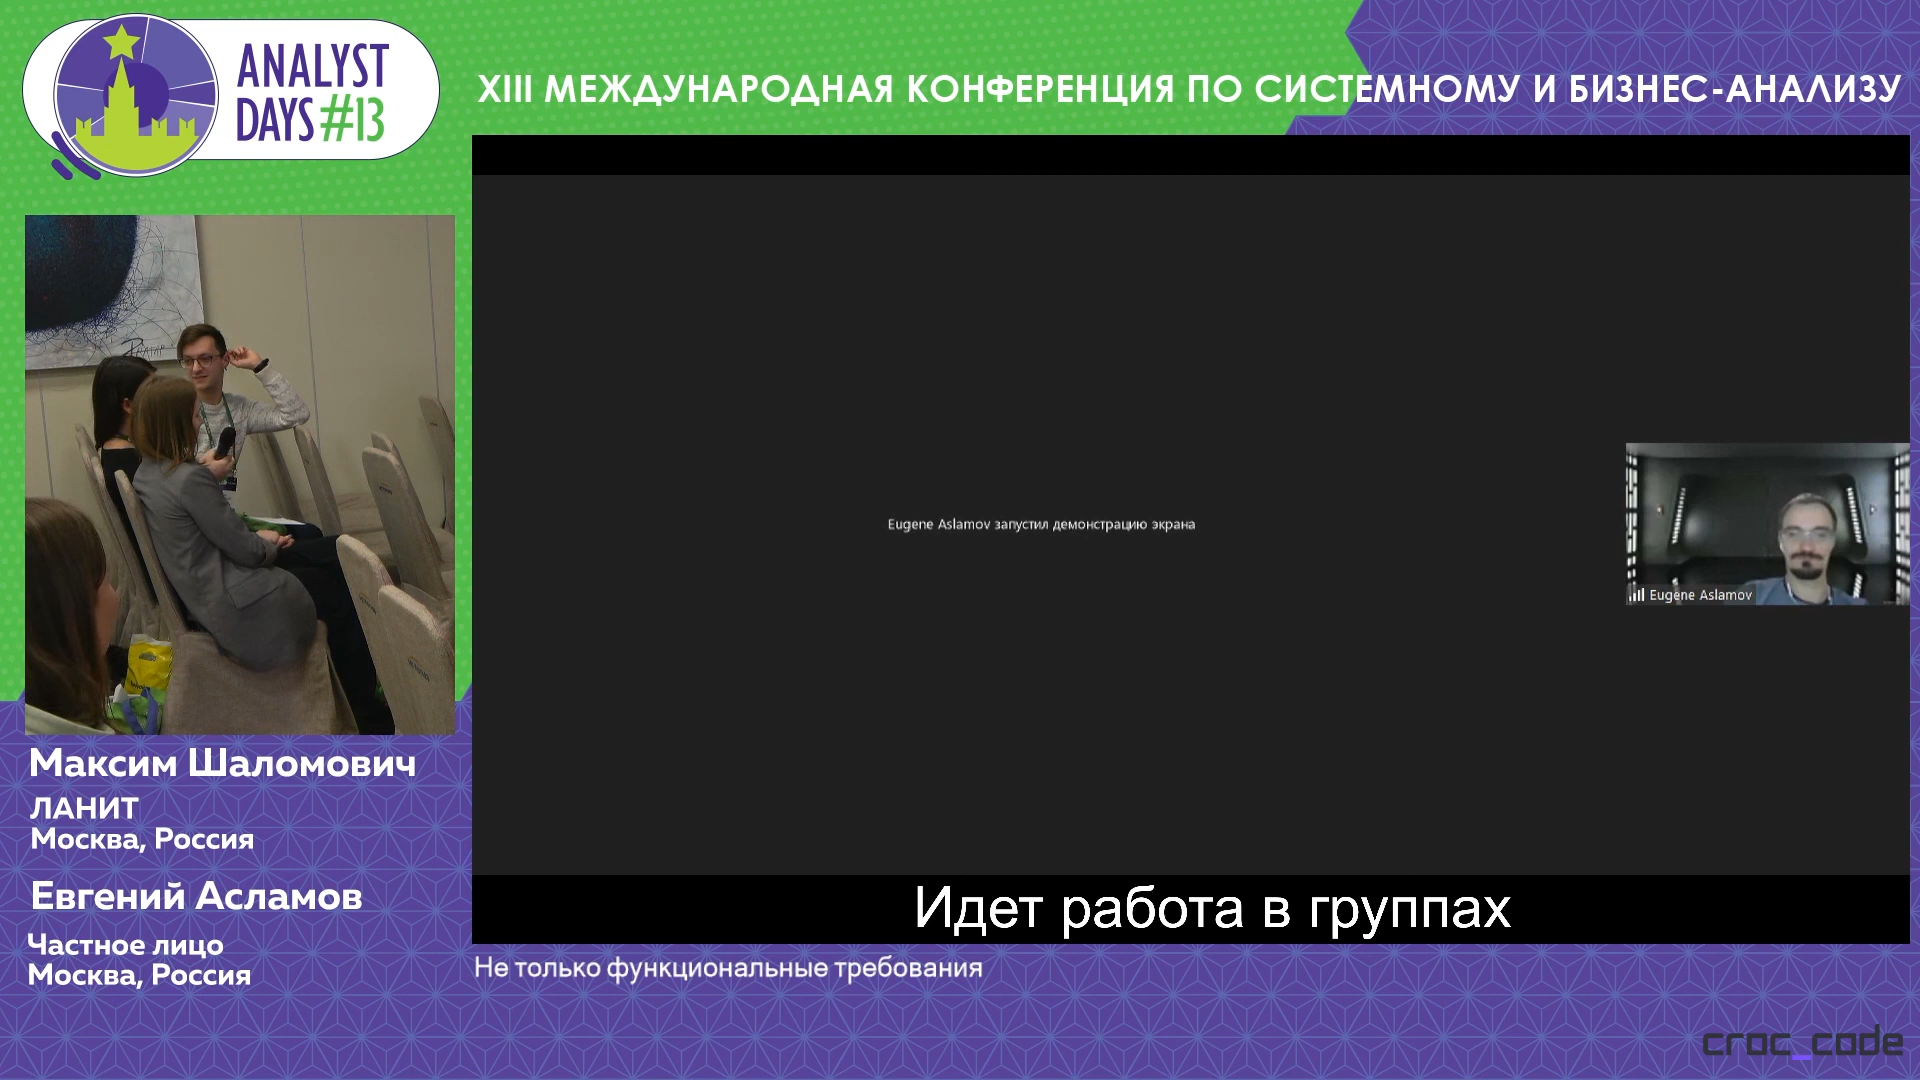 ANALYST
DAYS #13
XIII МЕЖДУНАРОДНАЯ КОНФЕРЕНЦИЯ ПО СИСТЕМНОМУ И БИЗНЕС-АНАЛИЗУ
Eugene Aslamov запустил демонстрацию экрана
Eugene Aslamov
Идет работа в группах
Максим Шаломович
ЛАНИТ
Москва, Россия
Евгений Асламов
Частное лицо
Москва, Россия
Не только функциональные требования
croc_code